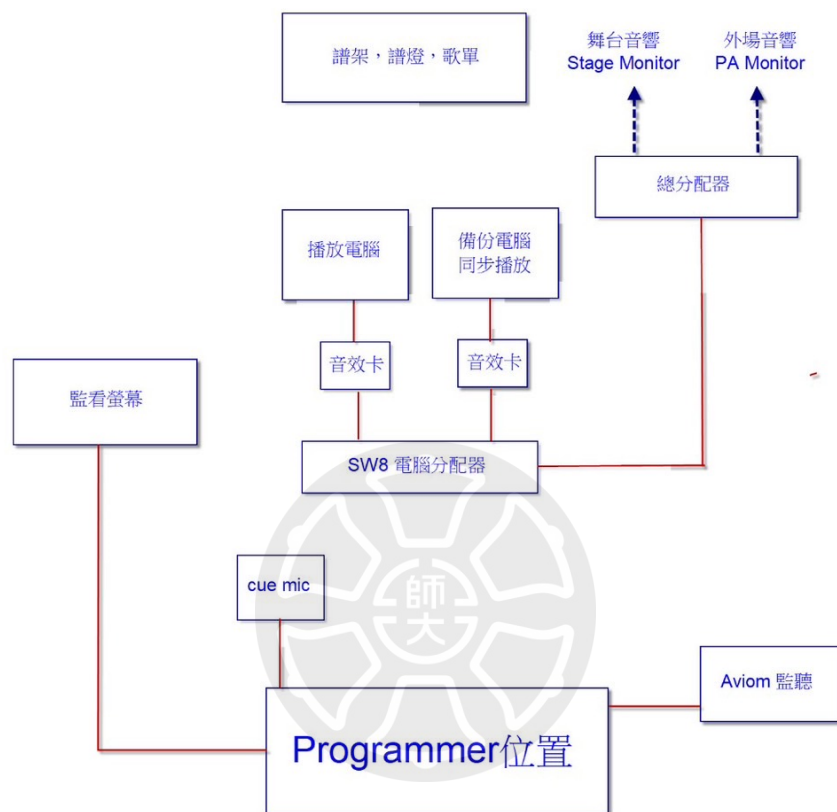 譜架，譜燈，歌單
舞台音響
Stage Monitor
外場音響
PA Monitor
總分配器
播放電腦
備份電腦
同步播放
音效卡
音效卡
監看螢幕
SW8 電腦分配器
cue mic
師大
Aviom 監聽
Programmer位置